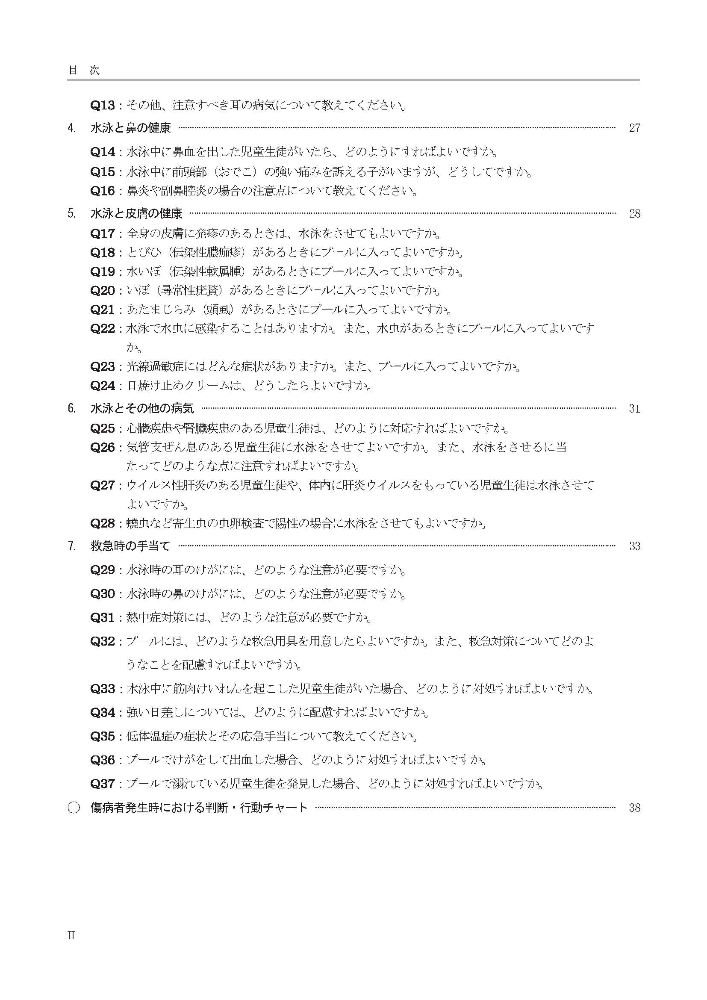 目　次
Q13：その他、注意すべき耳の病気について教えてください。
4.　水泳と鼻の健康 …………………………………………………………………… 27
Q14：水泳中に鼻血を出した児童生徒がいたら、どのようにすればよいですか。
Q15：水泳中に前頭部（おでこ）の強い痛みを訴える子がいますが、どうしてですか。
Q16：鼻炎や副鼻腔炎の場合の注意点について教えてください。
5.　水泳と皮膚の健康 …………………………………………………………………… 28
Q17：全身の皮膚に発疹のあるときは、水泳をさせてもよいですか。
Q18：とびひ（伝染性膿痂疹）があるときにプールに入ってよいですか。
Q19：水いぼ（伝染性軟属腫）があるときにプールに入ってよいですか。
Q20：いぼ（尋常性疣贅）があるときにプールに入ってよいですか。
Q21：あたまじらみ（頭虱）があるときにプールに入ってよいですか。
Q22：水泳で水虫に感染することはありますか。また、水虫があるときにプールに入ってよいです
か。
Q23：光線過敏症にはどんな症状がありますか。また、プールに入ってよいですか。
Q24：日焼け止めクリームは、どうしたらよいですか。
6.　水泳とその他の病気 …………………………………………………………………… 31
Q25：心臓疾患や腎臓疾患のある児童生徒は、どのように対応すればよいですか。
Q26：気管支ぜん息のある児童生徒に水泳をさせてよいですか。また、水泳をさせるに当
たってどのような点に注意すればよいですか。
Q27：ウイルス性肝炎のある児童生徒や、体内に肝炎ウイルスをもっている児童生徒は水泳させて
よいですか。
Q28：蟯虫など寄生虫の虫卵検査で陽性の場合に水泳をさせてもよいですか。
7.　救急時の手当て …………………………………………………………………… 33
Q29：水泳時の耳のけがには、どのような注意が必要ですか。
Q30：水泳時の鼻のけがには、どのような注意が必要ですか。
Q31：熱中症対策には、どのような注意が必要ですか。
Q32：プールには、どのような救急用具を用意したらよいですか。また、救急対策についてどのよ
うなことを配慮すればよいですか。
Q33：水泳中に筋肉けいれんを起こした児童生徒がいた場合、どのように対処すればよいですか。
Q34：強い日差しについては、どのように配慮すればよいですか。
Q35：低体温症の症状とその応急手当について教えてください。
Q36：プールでけがをして出血した場合、どのように対処すればよいですか。
Q37：プールで溺れている児童生徒を発見した場合、どのように対処すればよいですか。
○　傷病者発生時における判断・行動チャート ………………………………………………… 38
II